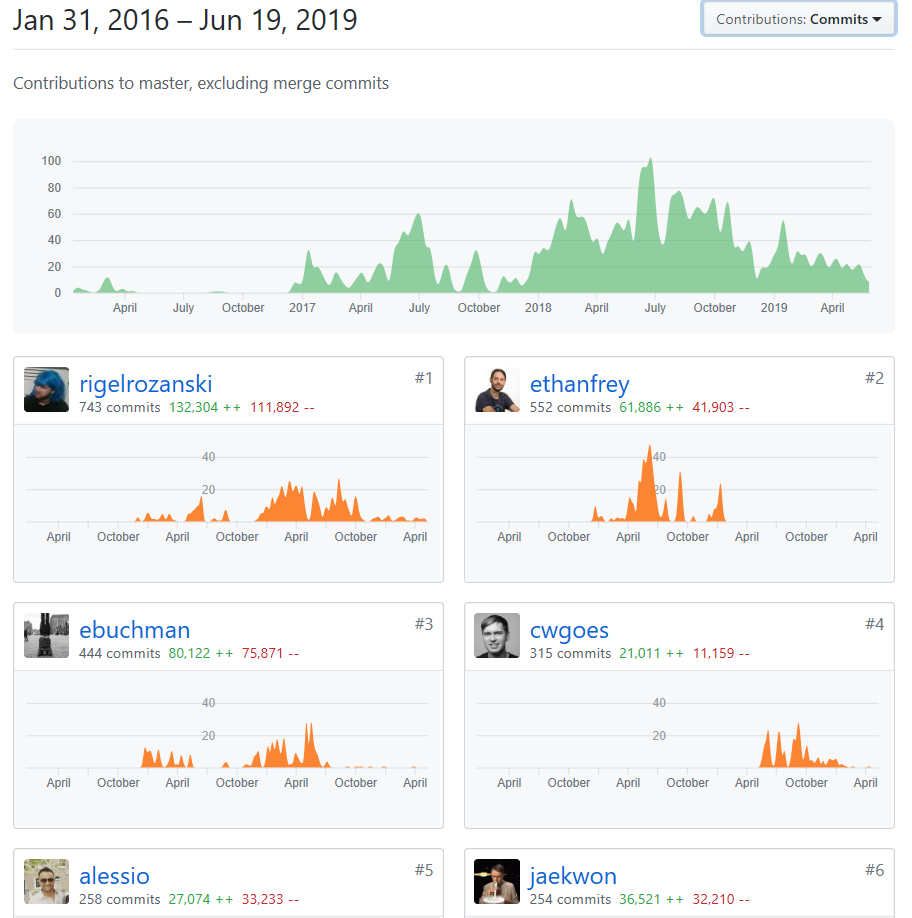 Jan 31, 2016 – Jun 19, 2019
Contributions: Commits
Contributions to master, excluding merge commits
100
80
60
40
20
0
April July October 2017 April July October 2018 April July October 2019 April
rigelrozanski #1
743 commits 132,304 ++ 111,892 --
40
20
April October April October April October April
ethanfrey #2
552 commits 61,886 ++ 41,903 --
40
20
April October April October April October April
ebuchman #3
444 commits 80,122 ++ 75,871 --
40
20
April October April October April October April
cwgoes #4
315 commits 21,011 ++ 11,159 --
40
20
April October April October April October April
alessio #5
258 commits 27,074 ++ 33,233 --
jaekwon #6
254 commits 36,521 ++ 32,210 --